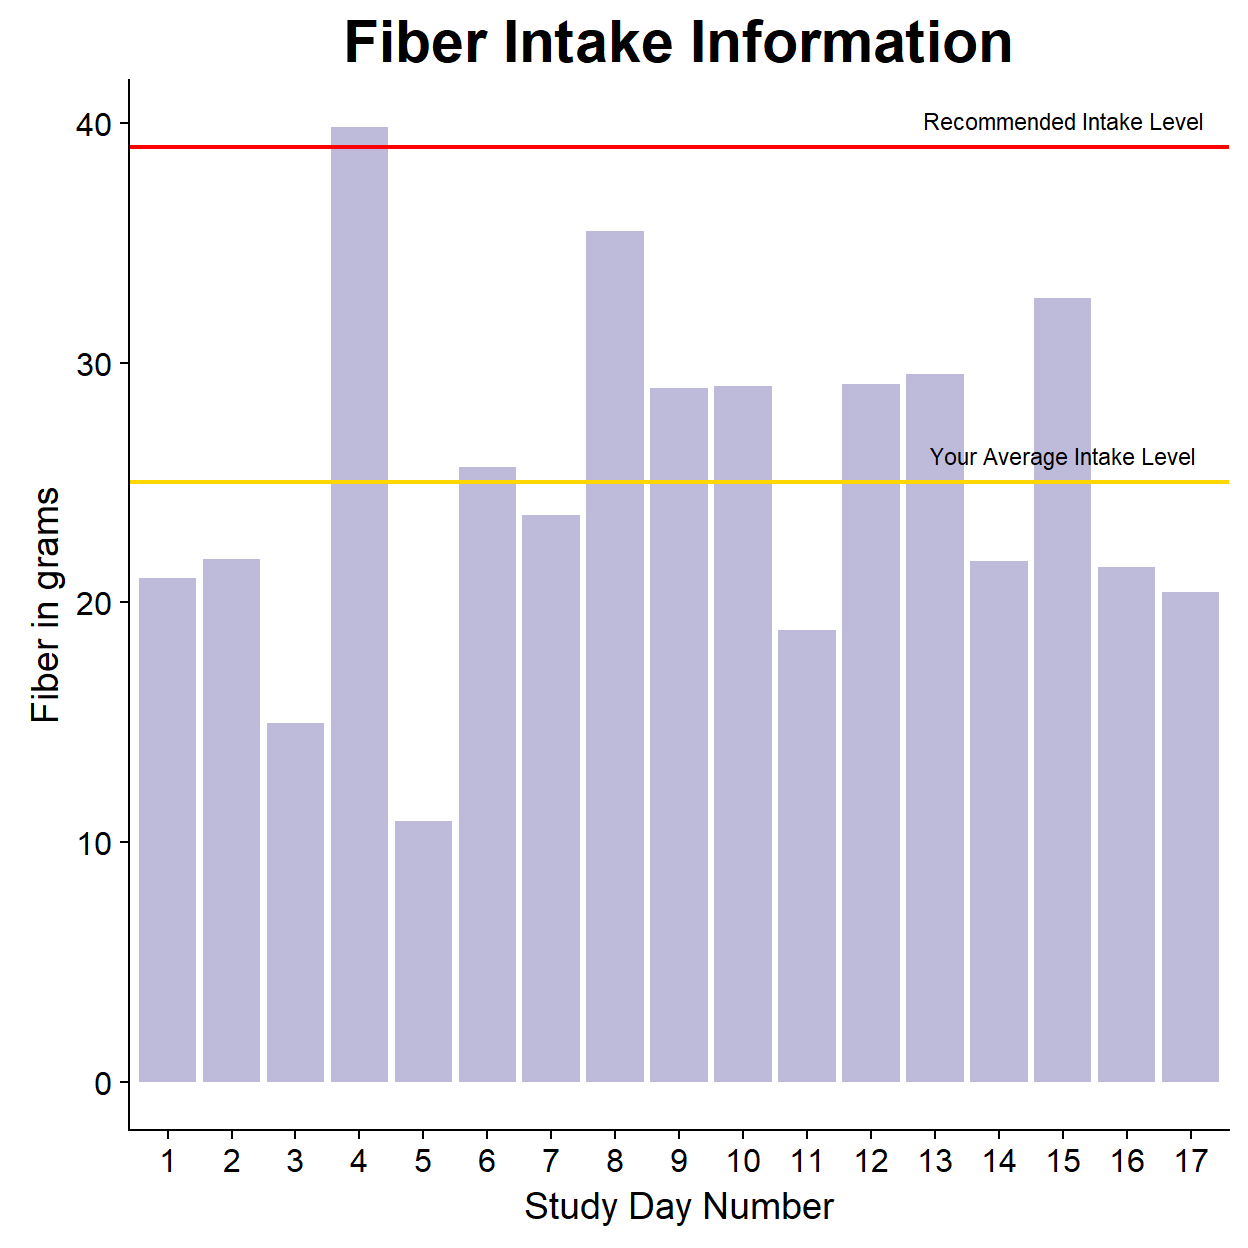 Fiber Intake Information
Fiber in grams
40
30
20
10
0
Recommended Intake Level
Your Average Intake Level
1 2 3 4 5 6 7 8 9 10 11 12 13 14 15 16 17
Study Day Number